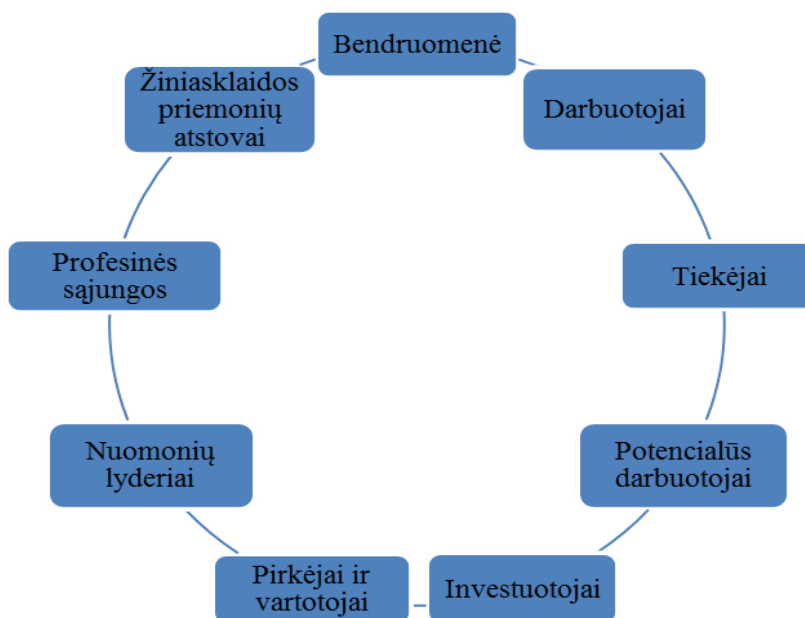 Bendruomenė
Darbuotojai
Tiekėjai
Potencialūs
darbuotojai
Investuotojai
Pirkėjai ir
vartotojai
Nuomonių
lyderiai
Profesinės
sąjungos
Žiniasklaidos
priemonių
atstovai